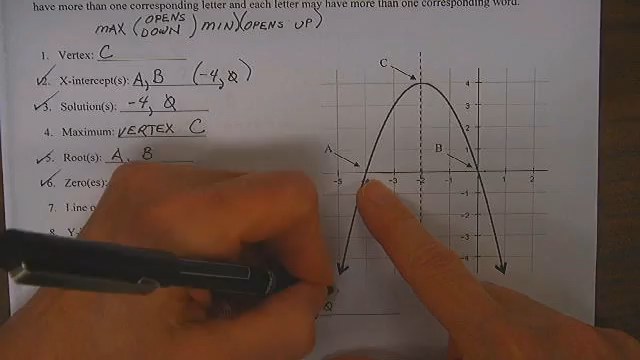 have more than one corresponding letter and each letter may have more than one corresponding word.
MAX (OPENS DOWN) MIN (OPENS UP)
1. Vertex: C
2. X-intercept(s): A, B (-4, 0)
3. Solution(s): -4, 0
4. Maximum: VERTEX C
5. Root(s): A, B
6. Zero(es):
7. Line o
8. Y-
C
A
B
4
2
1
-5 -3 -2 1 2
-1
-2
-3
-4